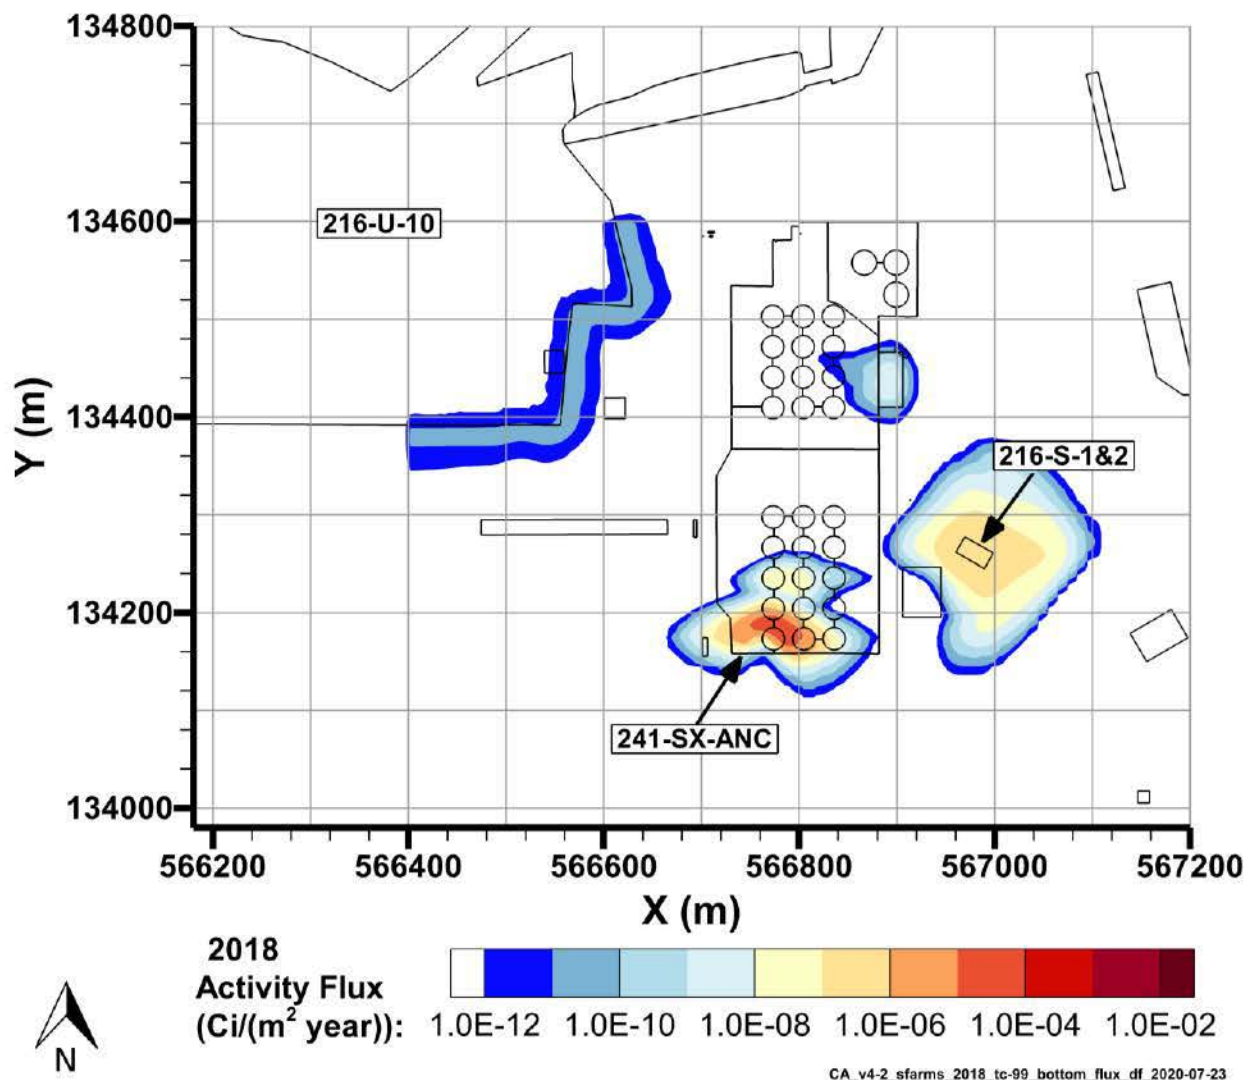 134800
134600
216-U-10
134400
216-S-1&2
Y (m)
134200
241-SX-ANC
134000
566200 566400 566600 566800 567000 567200
X (m)
2018
Activity Flux
(Ci/(m² year)):
1.0E-12 1.0E-10 1.0E-08 1.0E-06 1.0E-04 1.0E-02
N
CA_v4-2_sfarms_2018_tc-99_bottom_flux_df_2020-07-23